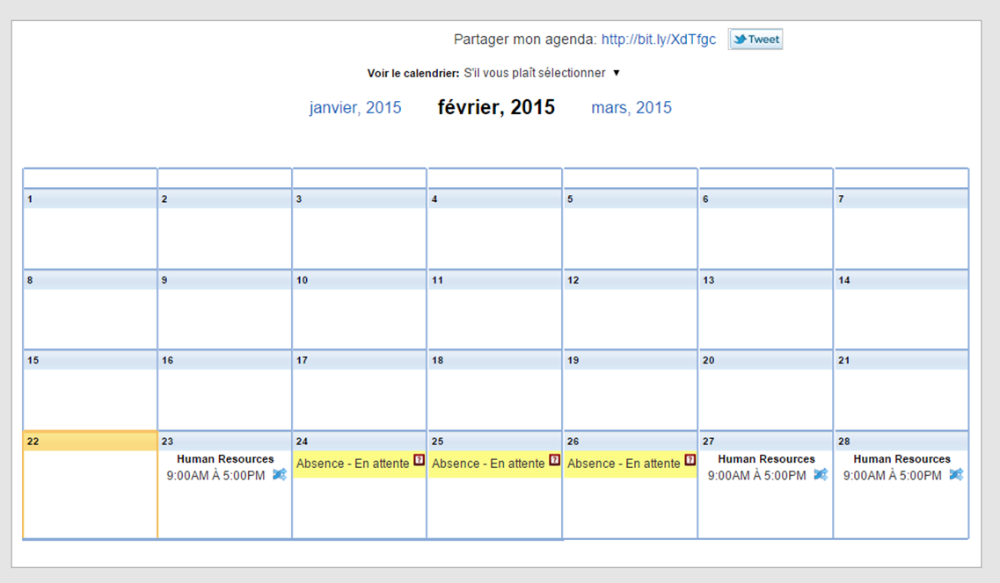 Partager mon agenda: http://bit.ly/XdTfgc Tweet
Voir le calendrier: S'il vous plaît sélectionner ▼
janvier, 2015 février, 2015 mars, 2015
1 2 3 4 5 6 7
8 9 10 11 12 13 14
15 16 17 18 19 20 21
22 23 24 25 26 27 28
Human Resources
9:00AM À 5:00PM
Absence - En attente ?
Absence - En attente ?
Absence - En attente ?
Human Resources
9:00AM À 5:00PM
Human Resources
9:00AM À 5:00PM